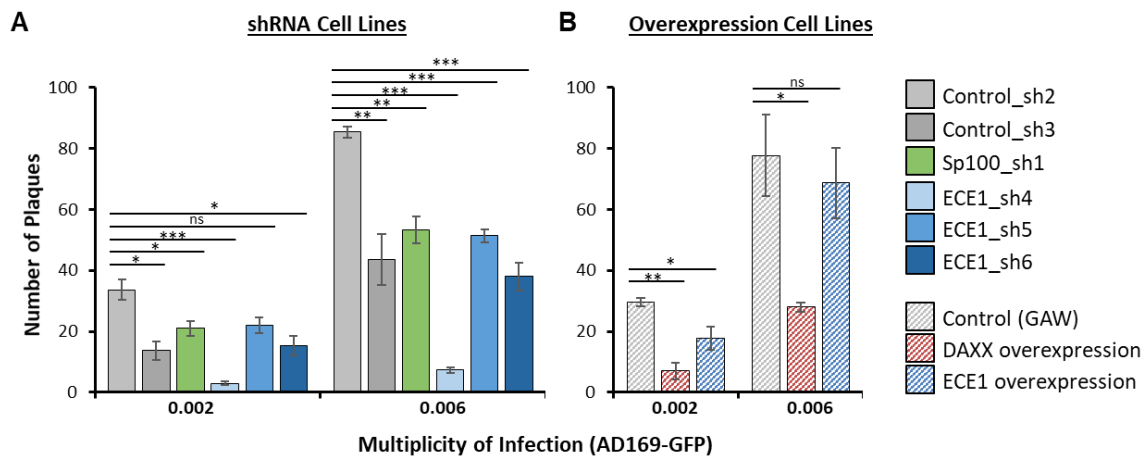 A
shRNA Cell Lines
Number of Plaques
100
80
60
40
20
0
*
ns
***
*
*
***
***
***
**
**
0.002
0.006
B
Overexpression Cell Lines
100
80
60
40
20
0
*
**
ns
*
0.002
0.006
Multiplicity of Infection (AD169-GFP)
Control_sh2
Control_sh3
Sp100_sh1
ECE1_sh4
ECE1_sh5
ECE1_sh6
Control (GAW)
DAXX overexpression
ECE1 overexpression